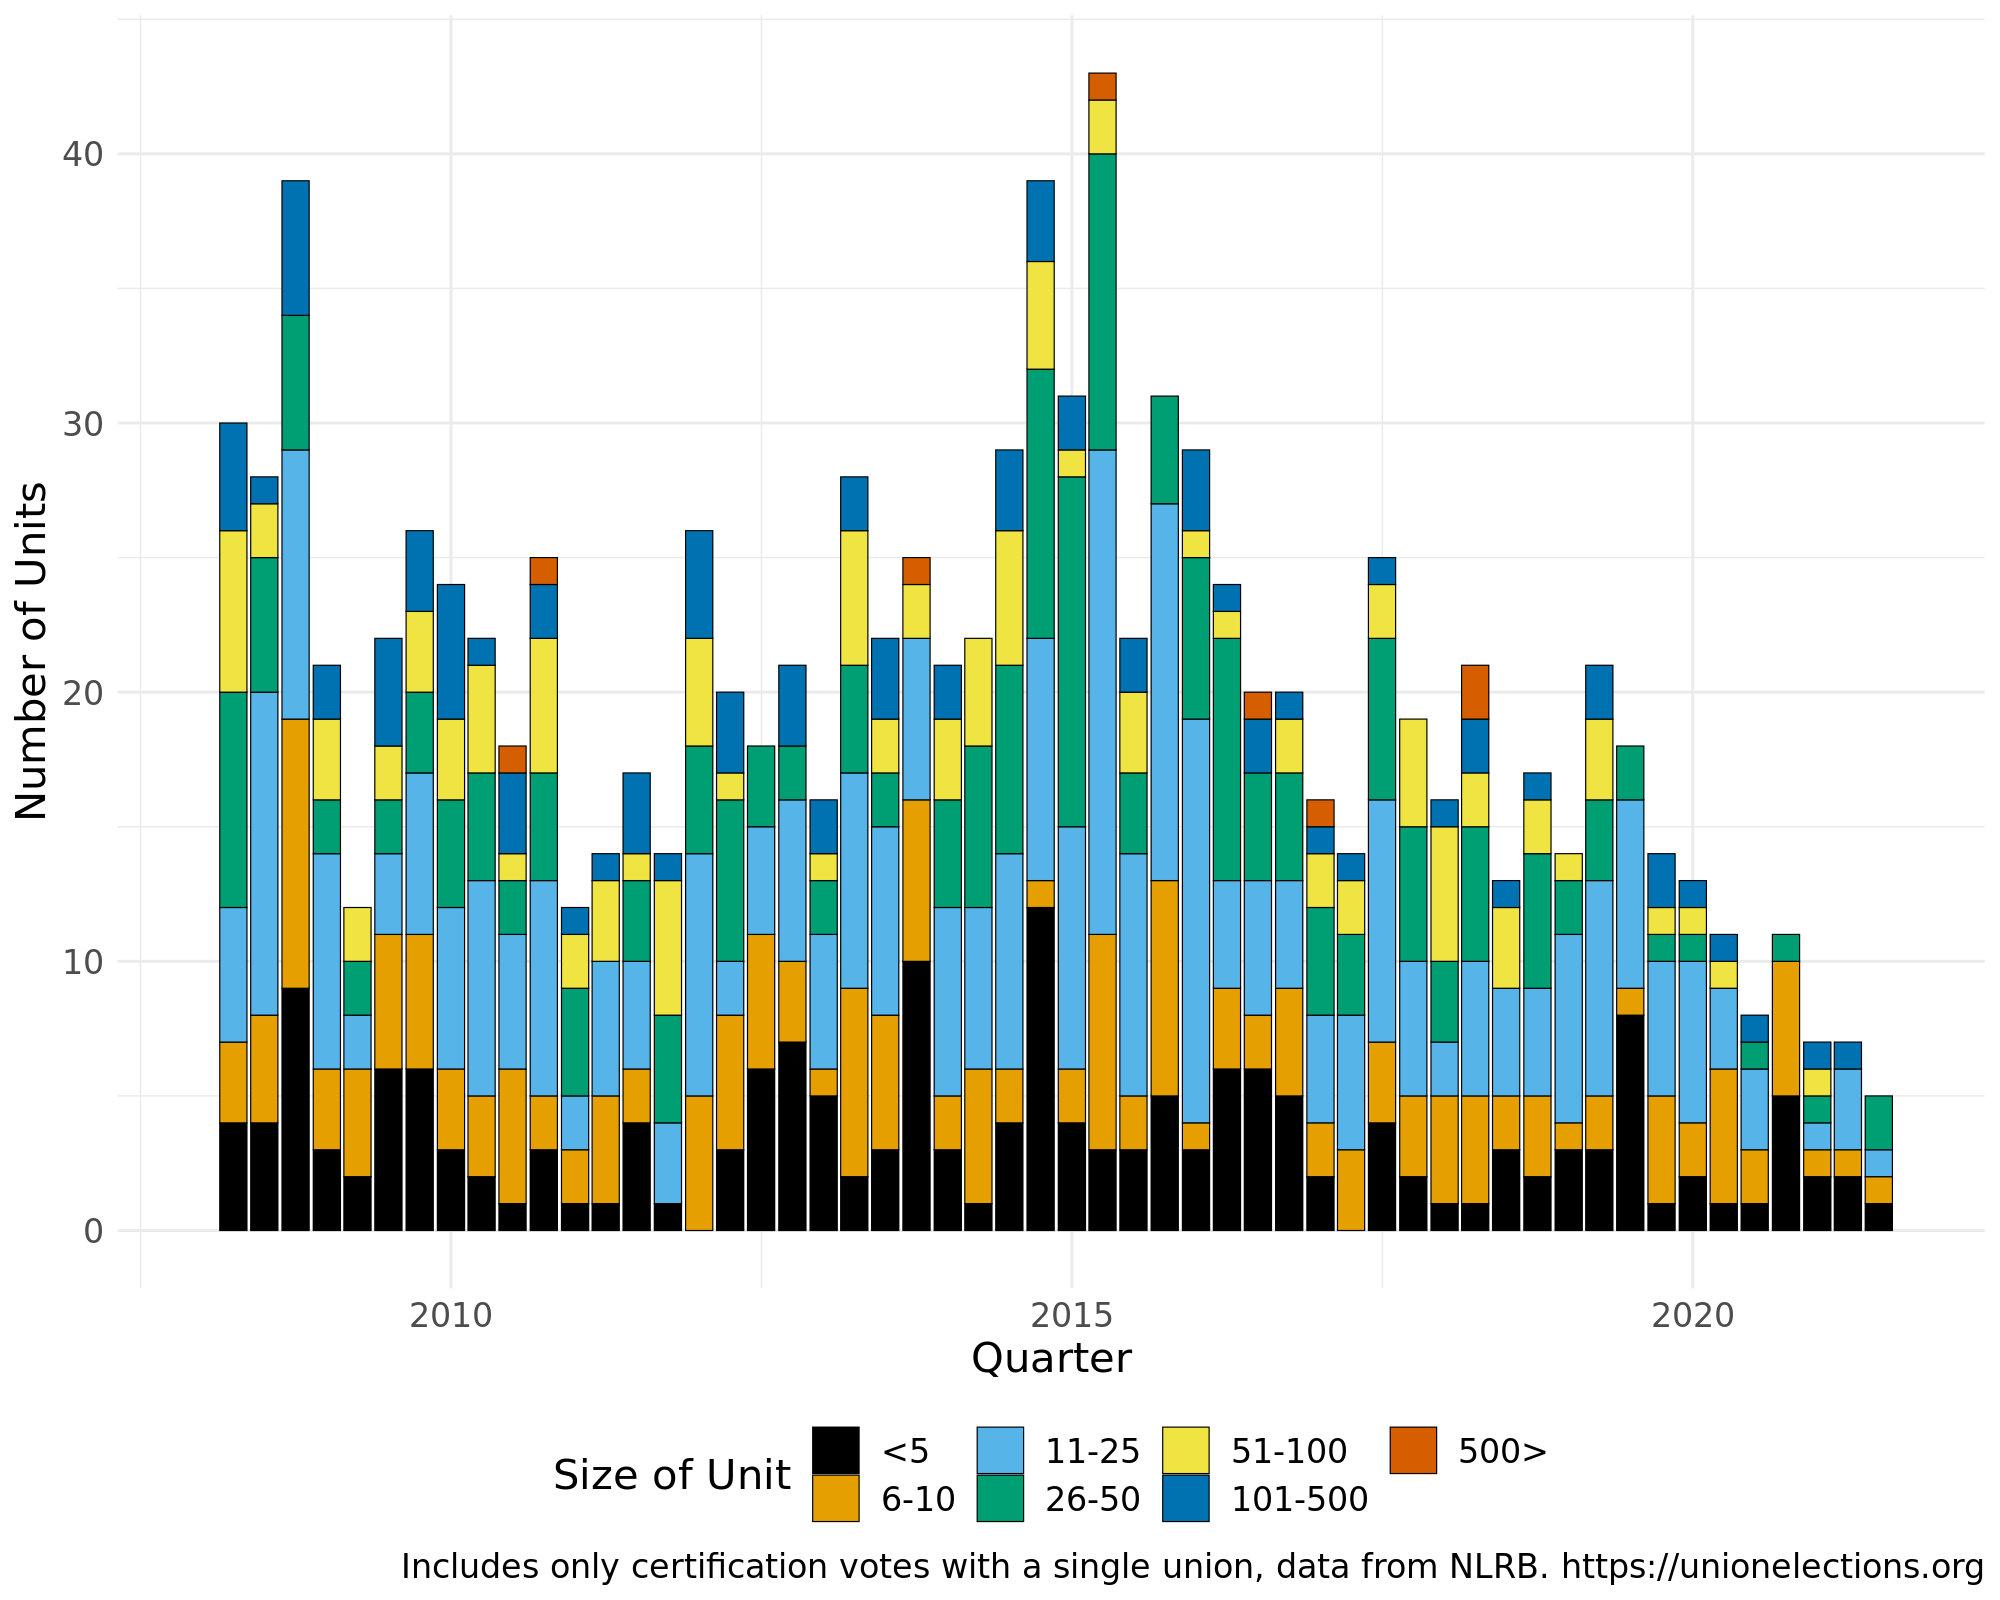 40
30
20
10
0
Number of Units
2010 2015 2020
Quarter
Size of Unit
<5 11-25 51-100 500>
6-10 26-50 101-500
Includes only certification votes with a single union, data from NLRB. https://unionelections.org